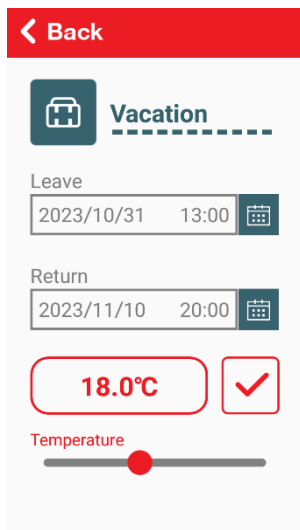 Back
Vacation
Leave
2023/10/31 13:00
Return
2023/11/10 20:00
18.0℃
Temperature